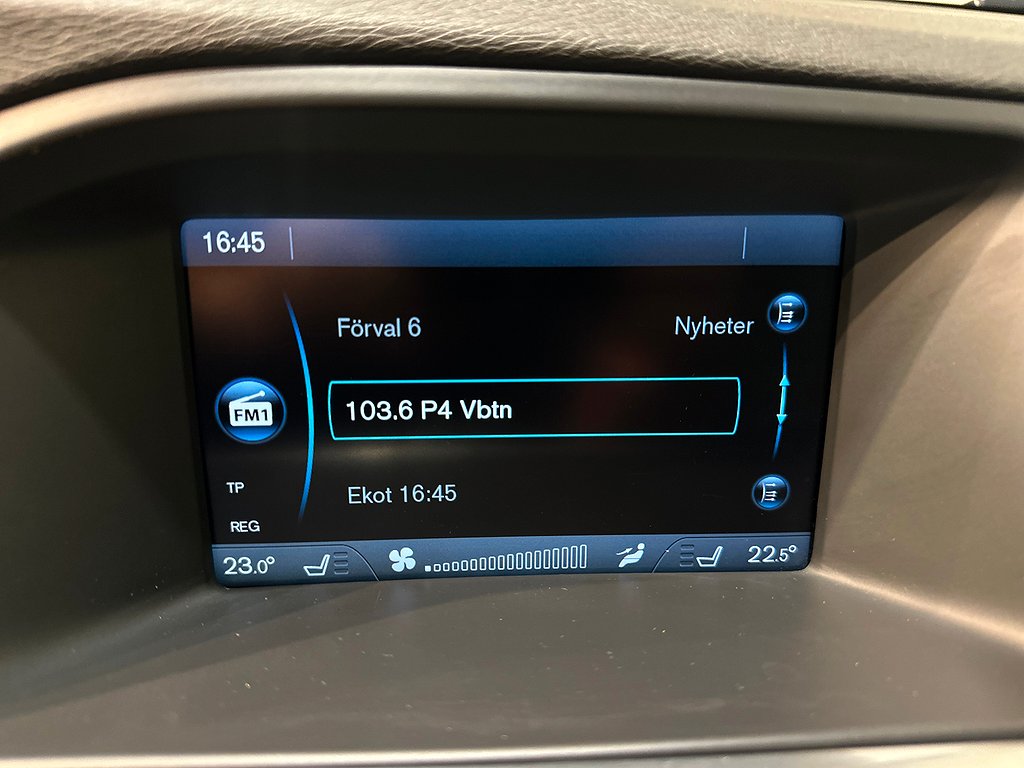 16:45
Förval 6 Nyheter
FM1
103.6 P4 Vbtn
TP
Ekot 16:45
REG
23.0° 22.5°